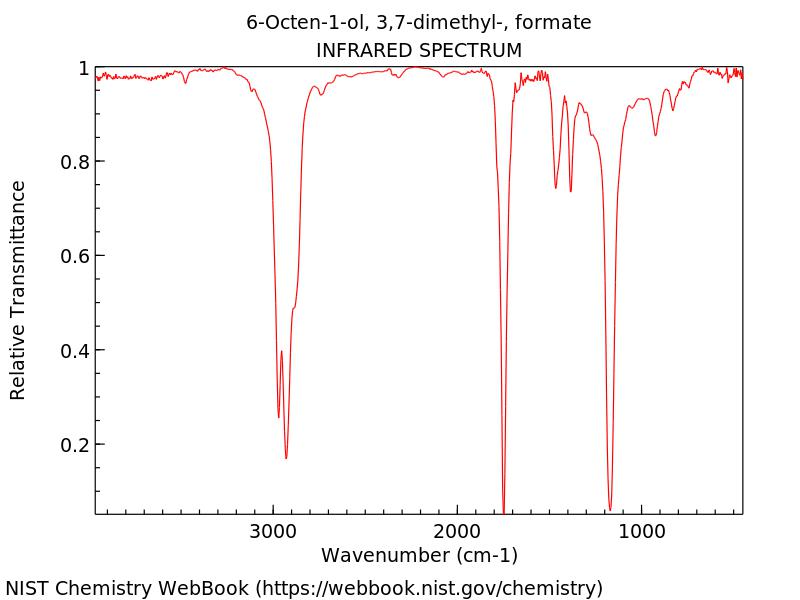 6-Octen-1-ol, 3,7-dimethyl-, formate
INFRARED SPECTRUM
1
0.8
0.6
0.4
0.2
Relative Transmittance
3000 2000 1000
Wavenumber (cm-1)
NIST Chemistry WebBook (https://webbook.nist.gov/chemistry)